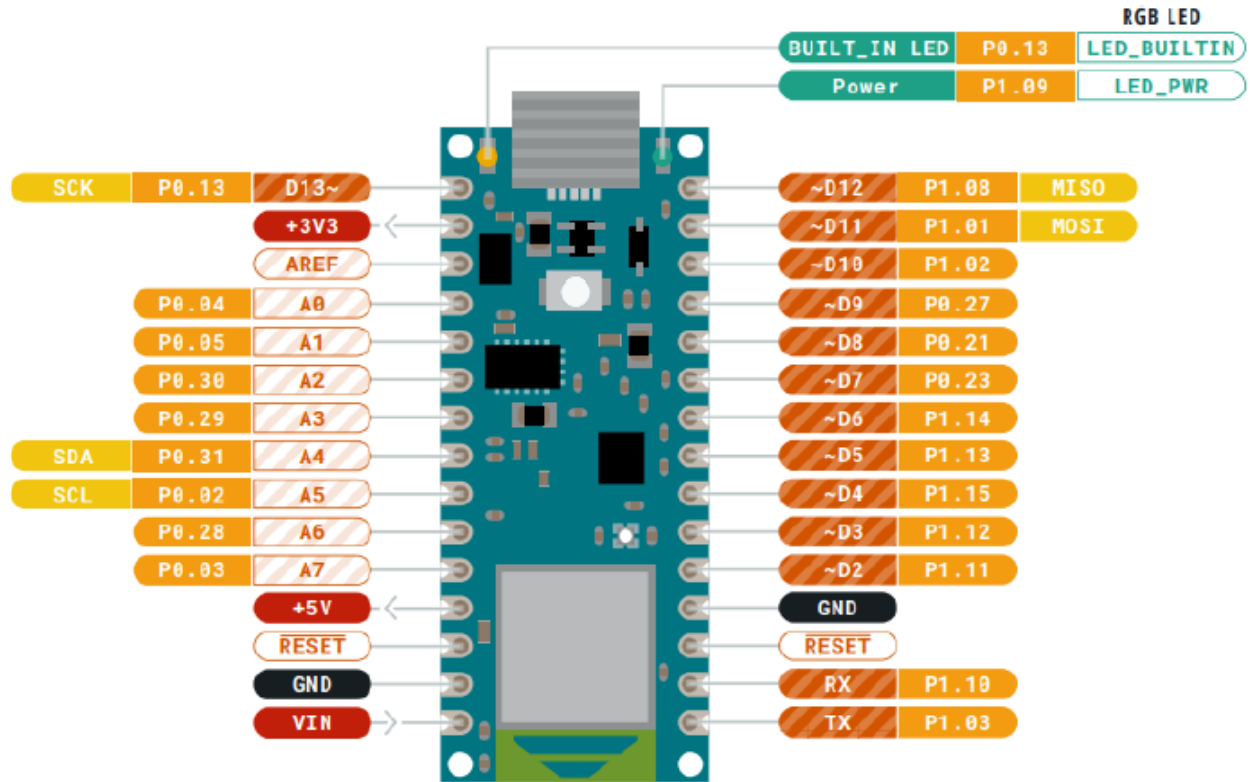 RGB LED
BUILT_IN LED P0.13 LED_BUILTIN
Power P1.09 LED_PWR
SCK P0.13 D13~
+3V3
AREF
P0.04 A0
P0.05 A1
P0.30 A2
P0.29 A3
SDA P0.31 A4
SCL P0.02 A5
P0.28 A6
P0.03 A7
+5V
RESET
GND
VIN
~D12 P1.08 MISO
~D11 P1.01 MOSI
~D10 P1.02
~D9 P0.27
~D8 P0.21
~D7 P0.23
~D6 P1.14
~D5 P1.13
~D4 P1.15
~D3 P1.12
~D2 P1.11
GND
RESET
RX P1.10
TX P1.03